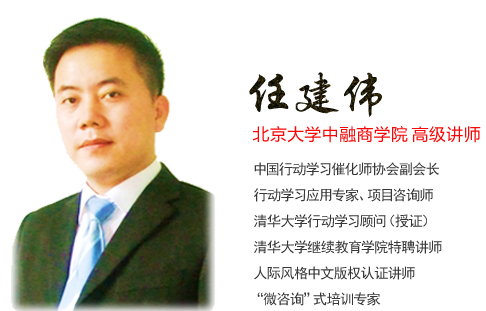 任建伟
北京大学中融商学院 高级讲师
中国行动学习催化师协会副会长
行动学习应用专家、项目咨询师
清华大学行动学习顾问（授证）
清华大学继续教育学院特聘讲师
人际风格中文版权认证讲师
“微咨询”式培训专家